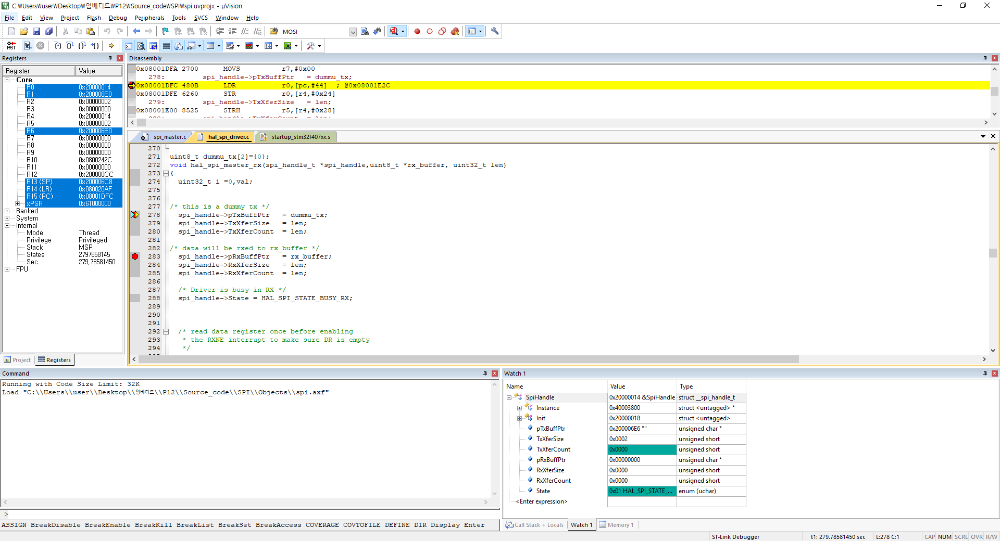 C:₩Users₩user₩Desktop₩임베디드₩P12₩Source_code₩SPI₩spi.uvprojx - µVision
File Edit View Project Flash Debug Peripherals Tools SVCS Window Help
MOSI
RST
Registers
Register Value
Core
R0 0x20000014
R1 0x200006E0
R2 0x00000002
R3 0x00000000
R4 0x20000014
R5 0x00000002
R6 0x200006E0
R7 0x00000000
R8 0x00000000
R9 0x00000000
R10 0x0800242C
R11 0x00000000
R12 0x200000CC
R13 (SP) 0x200006C8
R14 (LR) 0x080020AF
R15 (PC) 0x08001DFC
xPSR 0x61000000
Banked
System
Internal
Mode Thread
Privilege Privileged
Stack MSP
States 2797858145
Sec 279,78581450
FPU
Project Registers
Disassembly
0x08001DFA 2700 MOVS r7,#0x00
278: spi_handle->pTxBuffPtr = dummu_tx;
0x08001DFC 480B LDR r0,[pc,#44] ; @0x08001E2C
0x08001DFE 6260 STR r0,[r4,#0x24]
279: spi_handle->TxXferSize = len;
0x08001E00 8525 STRH r5,[r4,#0x28]
280: spi_handle->TxXferCount = len;
spi_master.c hal_spi_driver.c startup_stm32f407xx.s
270
271 uint8_t dummu_tx[2]={0};
272 void hal_spi_master_rx(spi_handle_t *spi_handle,uint8_t *rx_buffer, uint32_t len)
273 {
274 uint32_t i =0,val;
275
276
277 /* this is a dummy tx */
278 spi_handle->pTxBuffPtr = dummu_tx;
279 spi_handle->TxXferSize = len;
280 spi_handle->TxXferCount = len;
281
282 /* data will be rxed to rx_buffer */
283 spi_handle->pRxBuffPtr = rx_buffer;
284 spi_handle->RxXferSize = len;
285 spi_handle->RxXferCount = len;
286
287 /* Driver is busy in RX */
288 spi_handle->State = HAL_SPI_STATE_BUSY_RX;
289
290
291
292 /* read data register once before enabling
293 * the RXNE interrupt to make sure DR is empty
294 */
Command
Running with Code Size Limit: 32K
Load "C:\\Users\\user\\Desktop\\임베디드\\P12\\Source_code\\SPI\\Objects\\spi.axf"
>
ASSIGN BreakDisable BreakEnable BreakKill BreakList BreakSet BreakAccess COVERAGE COVTOFILE DEFINE DIR Display Enter
Watch 1
Name Value Type
SpiHandle 0x20000014 &SpiHandle struct __spi_handle_t
Instance 0x40003800 struct <untagged> *
Init 0x20000018 struct <untagged>
pTxBuffPtr 0x200006E6 "" unsigned char *
TxXferSize 0x0002 unsigned short
TxXferCount 0x0000 unsigned short
pRxBuffPtr 0x00000000 unsigned char *
RxXferSize 0x0000 unsigned short
RxXferCount 0x0000 unsigned short
State 0x01 HAL_SPI_STATE_... enum (uchar)
<Enter expression>
Call Stack + Locals Watch 1 Memory 1
ST-Link Debugger t1: 279.78581450 sec L:278 C:1 CAP NUM SCRL OVR R/W